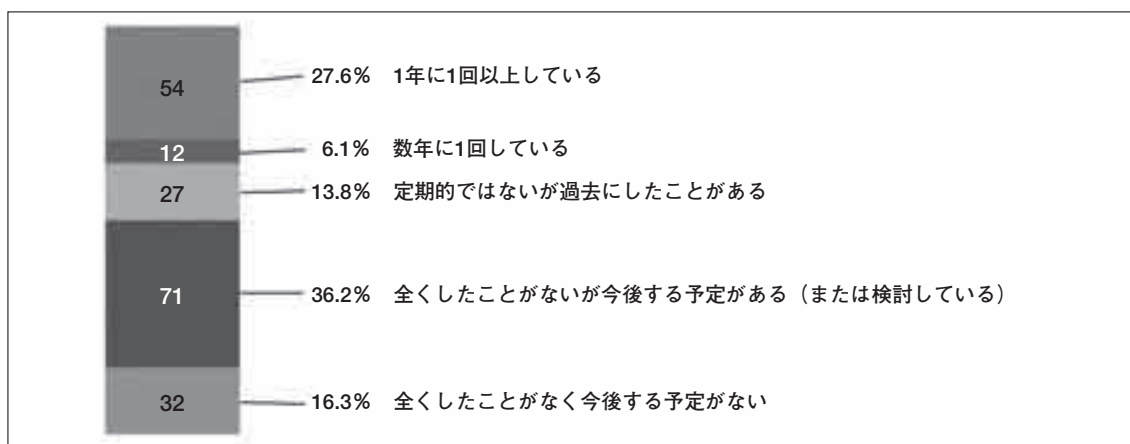 54 27.6% 1年に1回以上している
12 6.1% 数年に1回している
27 13.8% 定期的ではないが過去にしたことがある
71 36.2% 全くしたことがないが今後する予定がある（または検討している）
32 16.3% 全くしたことがなく今後する予定がない